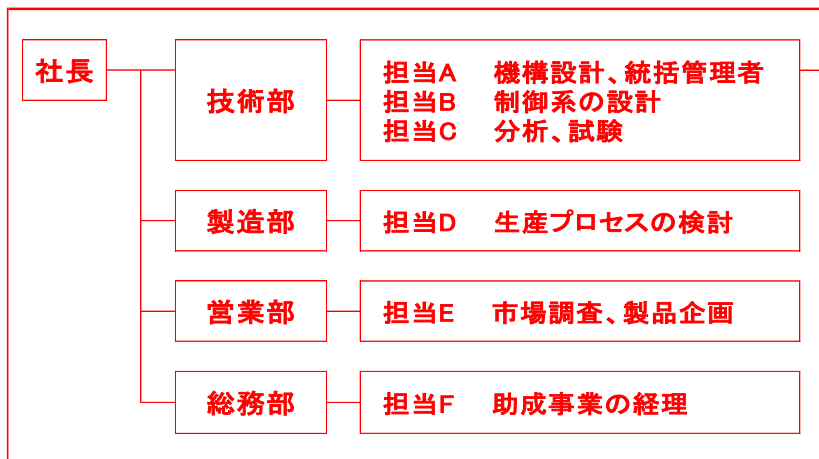 社長
技術部
担当A 機構設計、統括管理者
担当B 制御系の設計
担当C 分析、試験
製造部
担当D 生産プロセスの検討
営業部
担当E 市場調査、製品企画
総務部
担当F 助成事業の経理